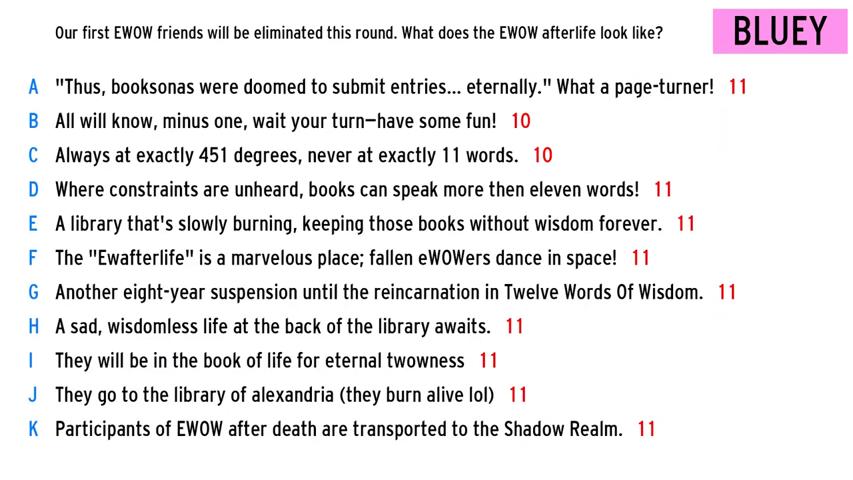 Our first EWOW friends will be eliminated this round. What does the EWOW afterlife look like?
BLUEY
A "Thus, booksonas were doomed to submit entries... eternally." What a page-turner! 11
B All will know, minus one, wait your turn—have some fun! 10
C Always at exactly 451 degrees, never at exactly 11 words. 10
D Where constraints are unheard, books can speak more then eleven words! 11
E A library that's slowly burning, keeping those books without wisdom forever. 11
F The "Ewafterlife" is a marvelous place; fallen eWOWers dance in space! 11
G Another eight-year suspension until the reincarnation in Twelve Words Of Wisdom. 11
H A sad, wisdomless life at the back of the library awaits. 11
I They will be in the book of life for eternal twowness 11
J They go to the library of alexandria (they burn alive lol) 11
K Participants of EWOW after death are transported to the Shadow Realm. 11